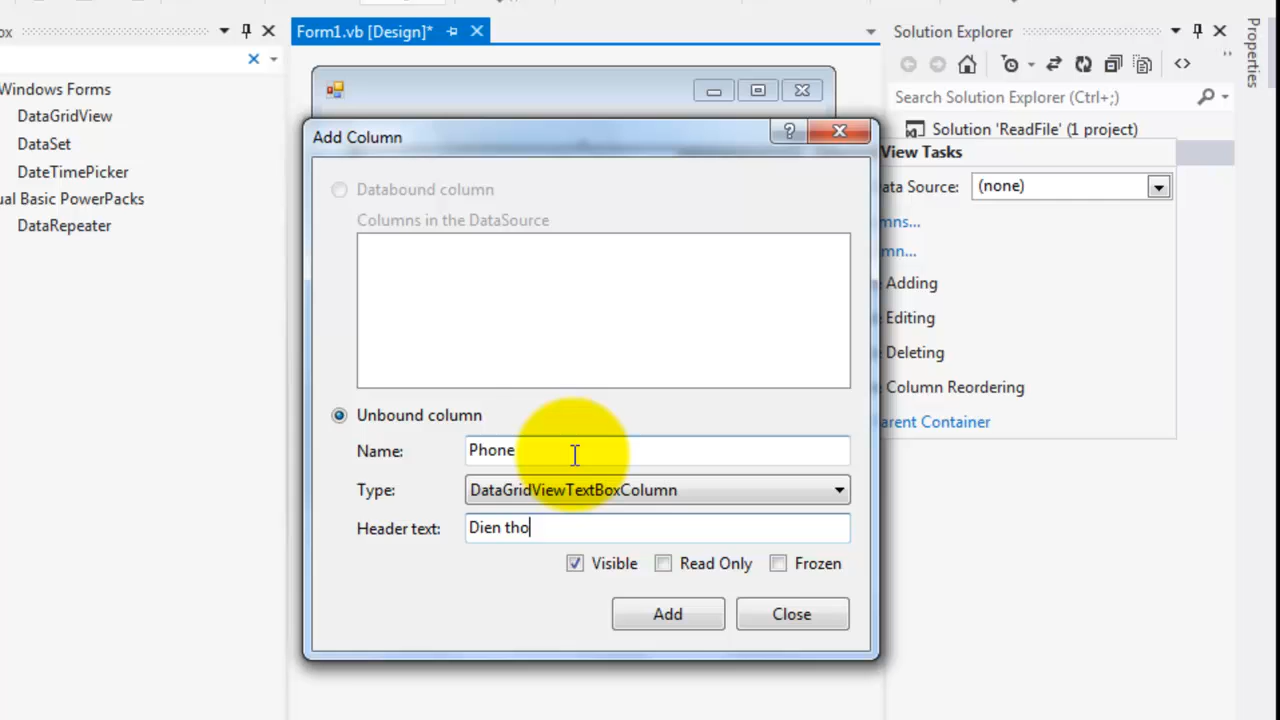 ox
Form1.vb [Design]*
Solution Explorer
Properties
Windows Forms
DataGridView
DataSet
DateTimePicker
ual Basic PowerPacks
DataRepeater
Search Solution Explorer (Ctrl+;)
Solution 'ReadFile' (1 project)
View Tasks
ata Source: (none)
mns...
mn...
Adding
Editing
Deleting
Column Reordering
arent Container
Add Column
Databound column
Columns in the DataSource
Unbound column
Name: Phone
Type: DataGridViewTextBoxColumn
Header text: Dien tho
Visible Read Only Frozen
Add Close